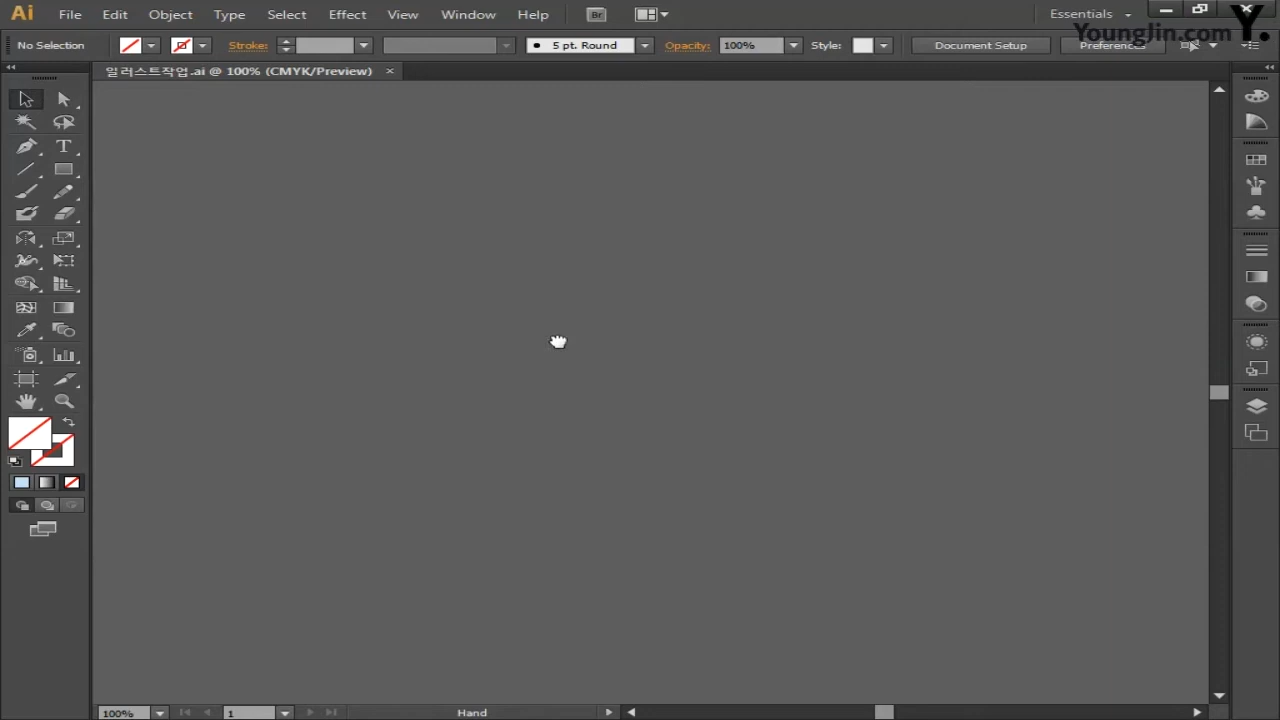 Ai File Edit Object Type Select Effect View Window Help Br Essentials
No Selection Stroke: 5 pt. Round Opacity: 100% Style: Document Setup Preferences
YoungJin.com Y.
일러스트작업.ai @ 100% (CMYK/Preview) ×
T
100% 1 Hand